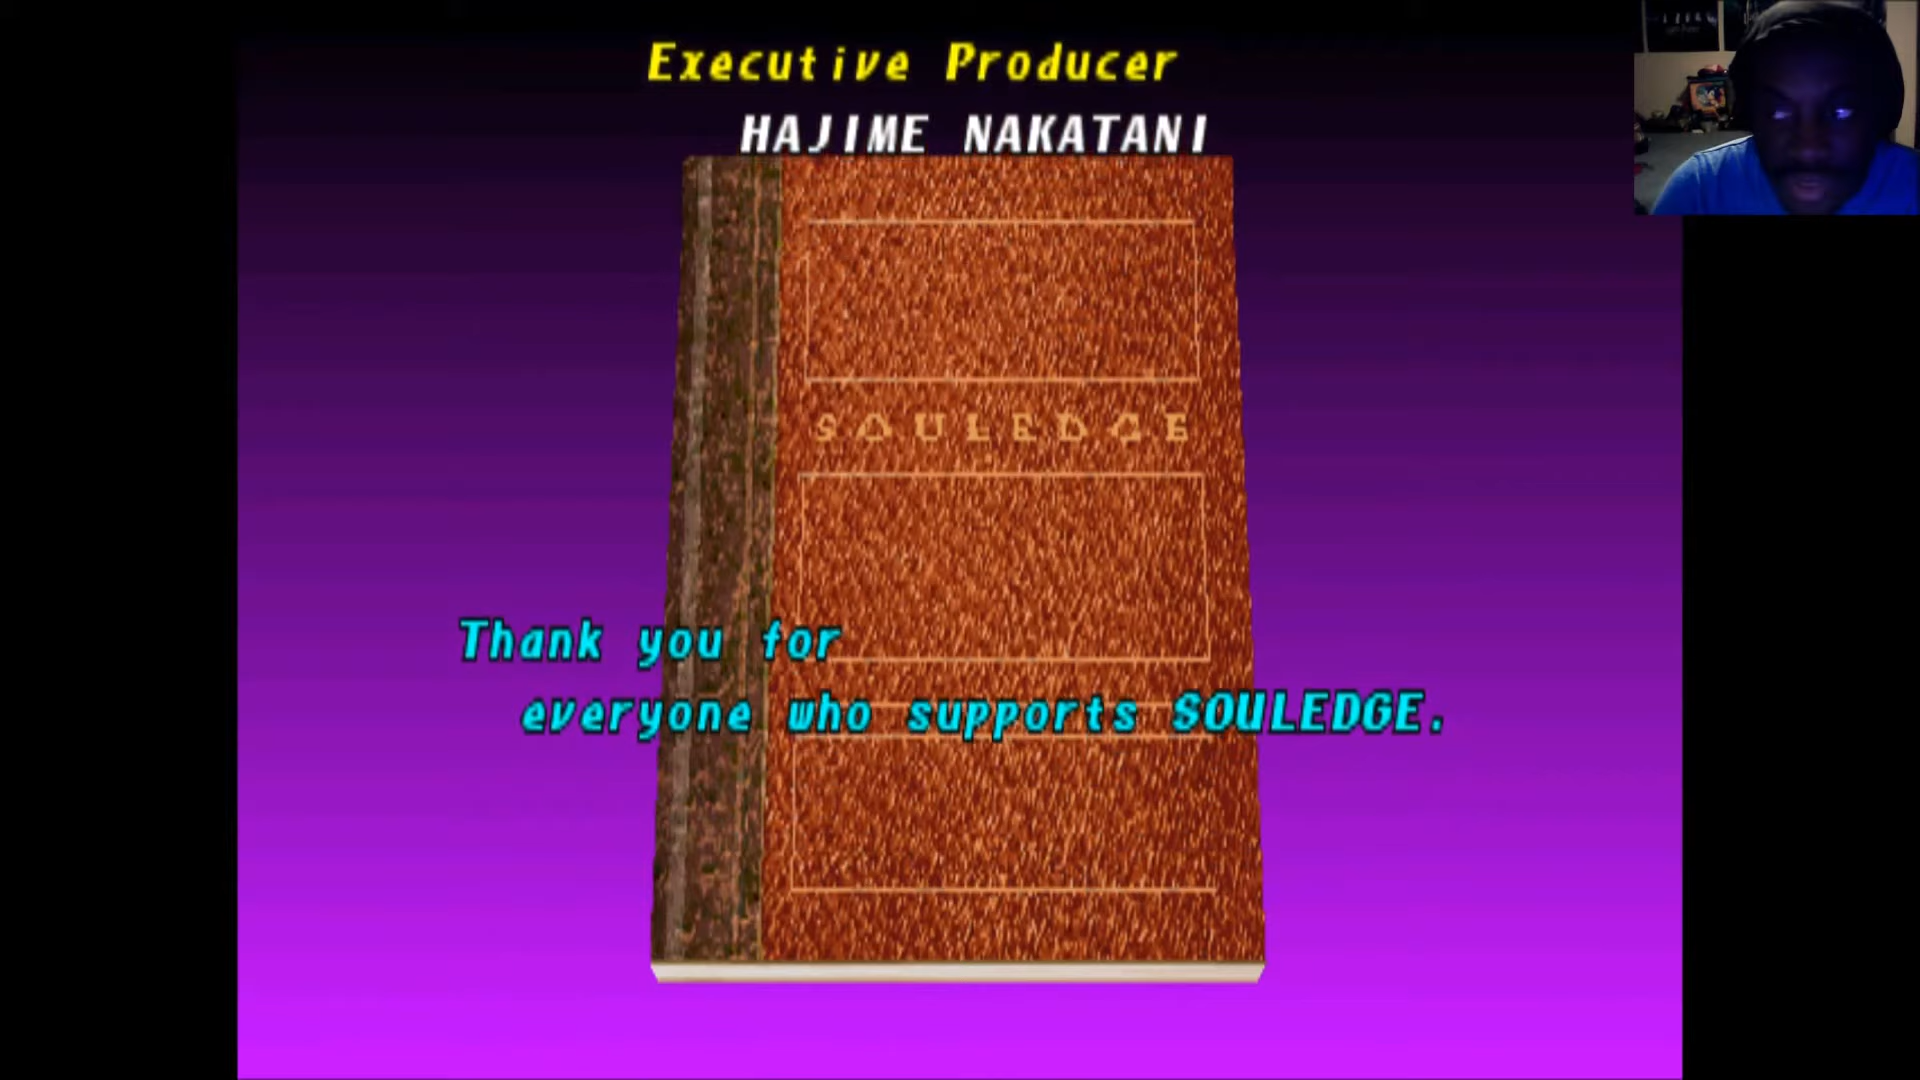 Executive Producer
HAJIME NAKATANI
SOULEDGE
Thank you for
everyone who supports SOULEDGE.